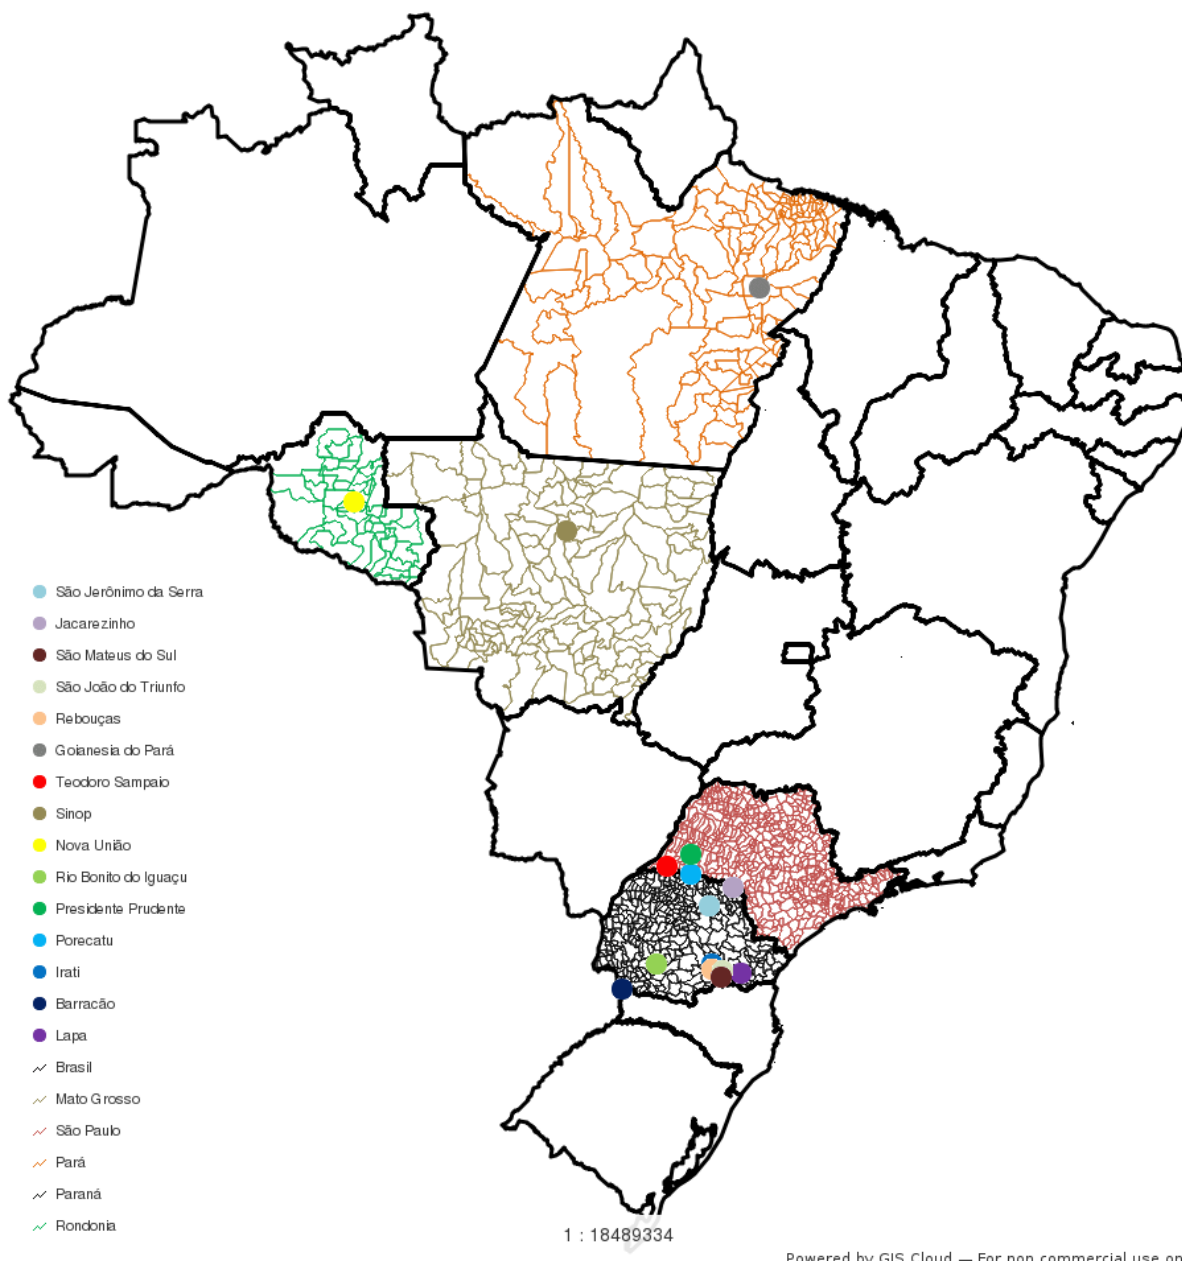 São Jerônimo da Serra
Jacarezinho
São Mateus do Sul
São João do Triunfo
Rebouças
Goianesia do Pará
Teodoro Sampaio
Sinop
Nova União
Rio Bonito do Iguaçu
Presidente Prudente
Porecatu
Irati
Barracão
Lapa
Brasil
Mato Grosso
São Paulo
Pará
Paraná
Rondonia
1 : 18489334
Powered by GIS Cloud — For non commercial use on